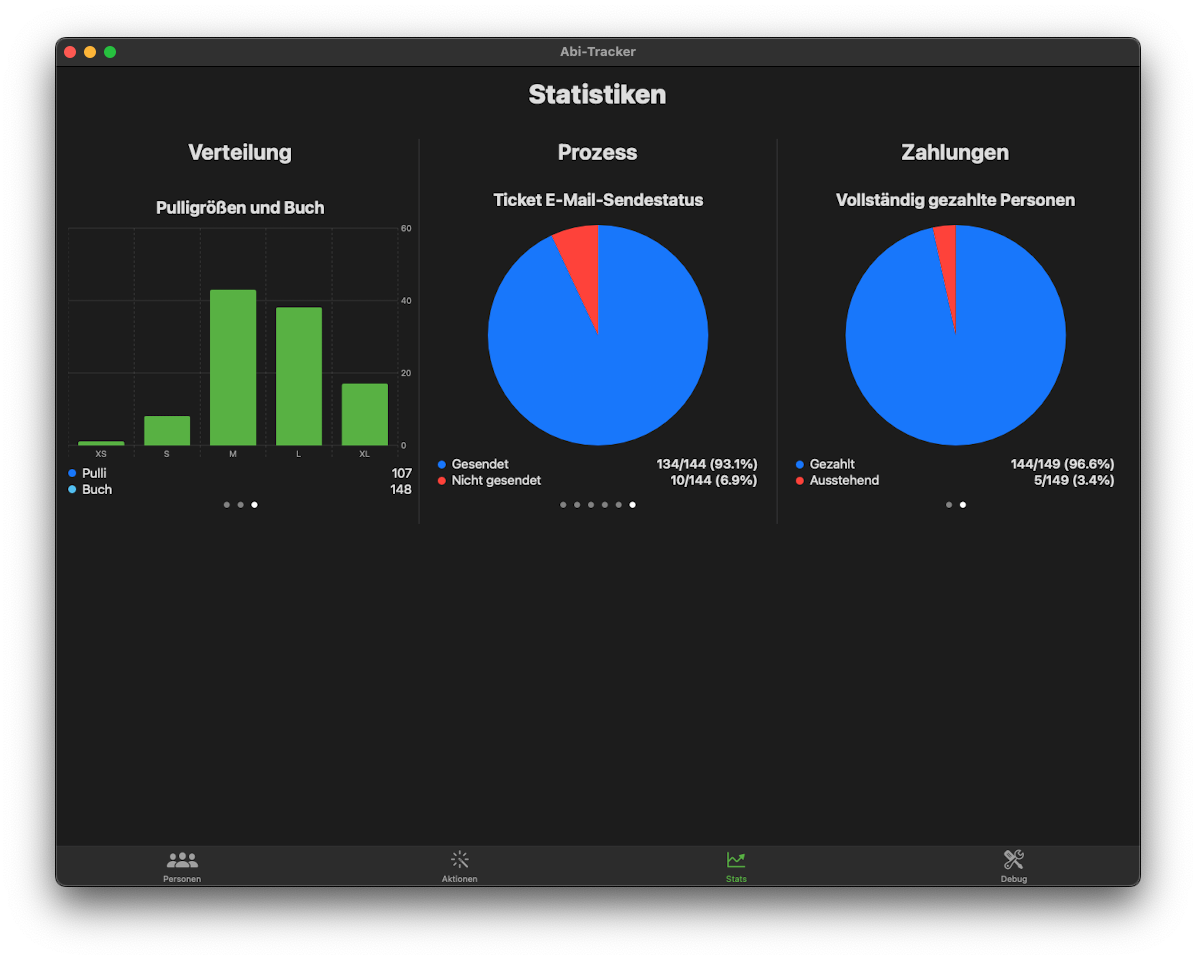 Abi-Tracker
Statistiken
Verteilung
Pulligrößen und Buch
60
40
20
0
XS S M L XL
Pulli 107
Buch 148
Prozess
Ticket E-Mail-Sendestatus
Gesendet 134/144 (93.1%)
Nicht gesendet 10/144 (6.9%)
Zahlungen
Vollständig gezahlte Personen
Gezahlt 144/149 (96.6%)
Ausstehend 5/149 (3.4%)
Personen Aktionen Stats Debug